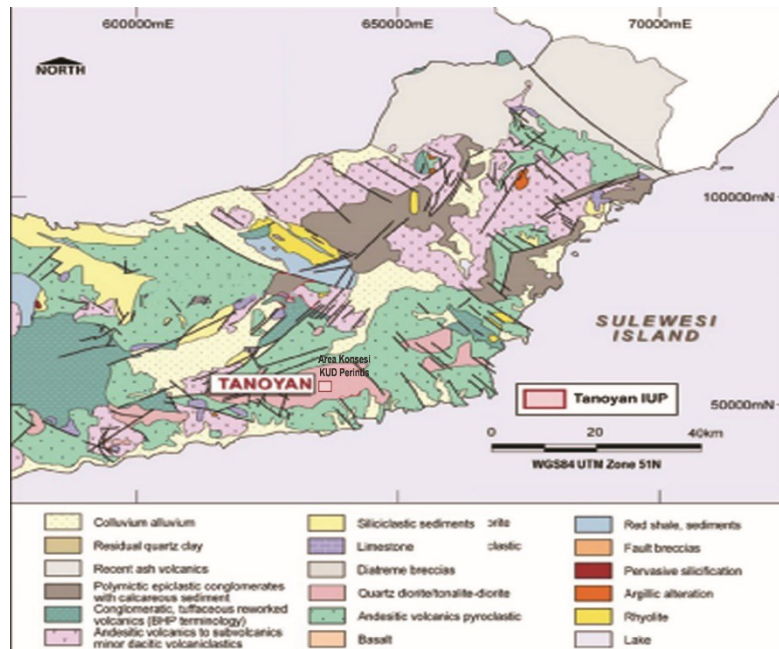 600000mE
650000mE
70000mE
NORTH
100000mN
SULEWESI
ISLAND
Area Konsesi
KUD Perintis
TANOYAN
Tanoyan IUP
50000mN
0 20 40km
WGS84 UTM Zone 51N
Colluvium alluvium
Residual quartz clay
Recent ash volcanics
Polymictic epiclastic conglomerates
with calcareous sediment
Conglomeratic, tuffaceous reworked
volcanics (BHP terminology)
Andesitic volcanics to subvolcanics
minor dacitic volcaniclastics
Siliciclastic sediments
Limestone clastic
Diatreme breccias
Quartz diorite/tonalite-diorite
Andesitic volcanics pyroclastic
Basalt
Red shale, sediments
Fault breccias
Pervasive silicification
Argillic alteration
Rhyolite
Lake